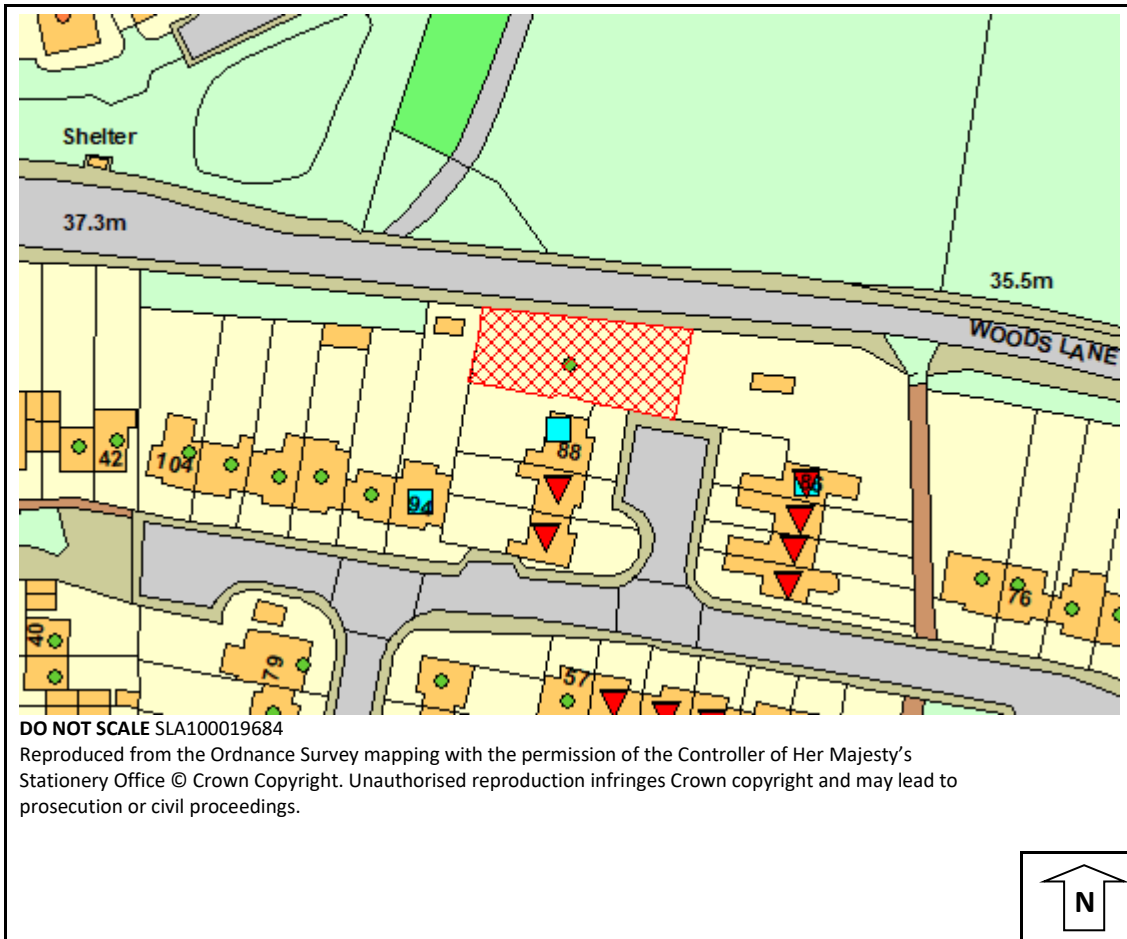 Shelter
37.3m
35.5m
WOODS LANE
88
104
42
94
86
76
40
79
57
DO NOT SCALE SLA100019684
Reproduced from the Ordnance Survey mapping with the permission of the Controller of Her Majesty's
Stationery Office © Crown Copyright. Unauthorised reproduction infringes Crown copyright and may lead to
prosecution or civil proceedings.
N